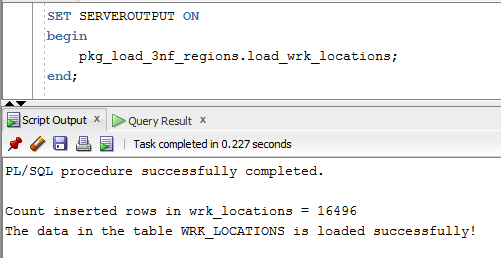 SET SERVEROUTPUT ON
begin
pkg_load_3nf_regions.load_wrk_locations;
end;
Script Output x Query Result x
Task completed in 0.227 seconds
PL/SQL procedure successfully completed.
Count inserted rows in wrk_locations = 16496
The data in the table WRK_LOCATIONS is loaded successfully!